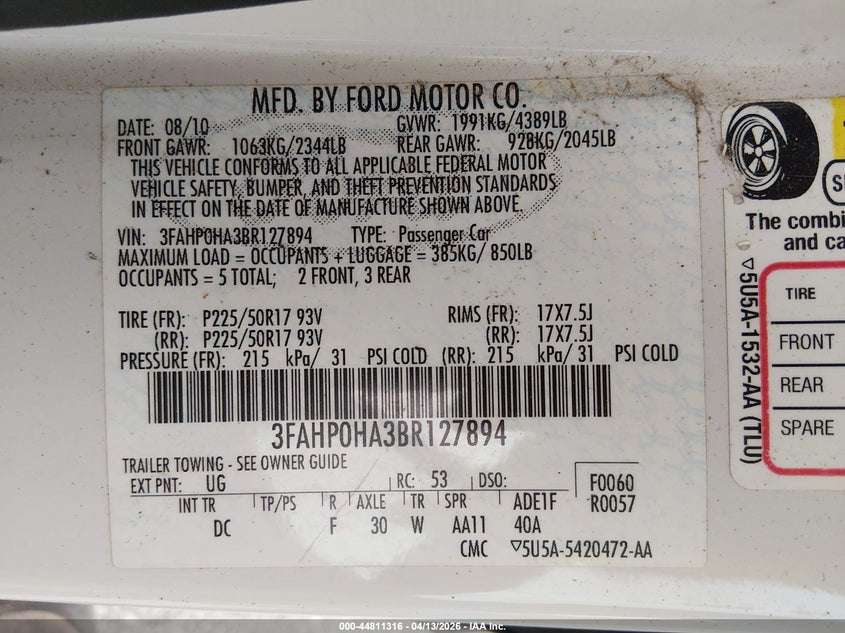 MFD. BY FORD MOTOR CO.
DATE: 08/10 GVWR: 1991KG/4389LB
FRONT GAWR: 1063KG/2344LB REAR GAWR: 928KG/2045LB
THIS VEHICLE CONFORMS TO ALL APPLICABLE FEDERAL MOTOR
VEHICLE SAFETY, BUMPER, AND THEFT PREVENTION STANDARDS
IN EFFECT ON THE DATE OF MANUFACTURE SHOWN ABOVE.
VIN: 3FAHP0HA3BR127894 TYPE: Passenger Car
MAXIMUM LOAD = OCCUPANTS + LUGGAGE = 385KG/ 850LB
OCCUPANTS = 5 TOTAL; 2 FRONT, 3 REAR
TIRE (FR): P225/50R17 93V RIMS (FR): 17X7.5J
(RR): P225/50R17 93V (RR): 17X7.5J
PRESSURE (FR): 215 kPa/ 31 PSI COLD (RR): 215 kPa/ 31 PSI COLD
3FAHP0HA3BR127894
TRAILER TOWING - SEE OWNER GUIDE
EXT PNT: UG RC: 53 DSO: F0060
INT TR TP/PS R AXLE TR SPR ADE1F R0057
DC F 30 W AA11 40A
CMC ▽5U5A-5420472-AA
The combi
and ca
▽5U5A-1532-AA (TLU)
TIRE
FRONT
REAR
SPARE
000-44811316 - 04/13/2026 - IAA Inc.